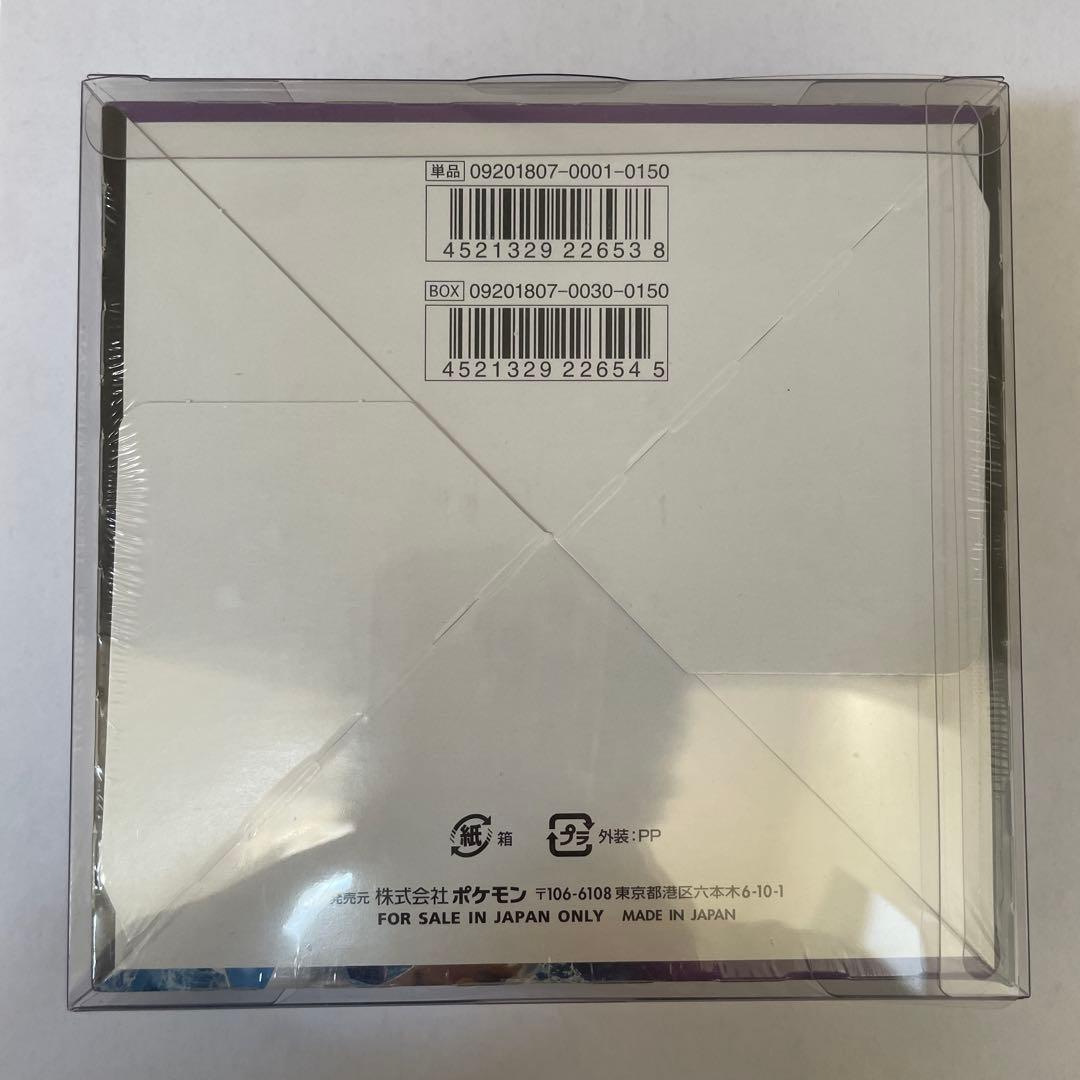 単品 09201807-0001-0150
4521329 22653 8
BOX 09201807-0030-0150
4521329 22654 5
紙 箱 プラ 外装:PP
発売元 株式会社 ポケモン 〒106-6108 東京都港区六本木6-10-1
FOR SALE IN JAPAN ONLY MADE IN JAPAN